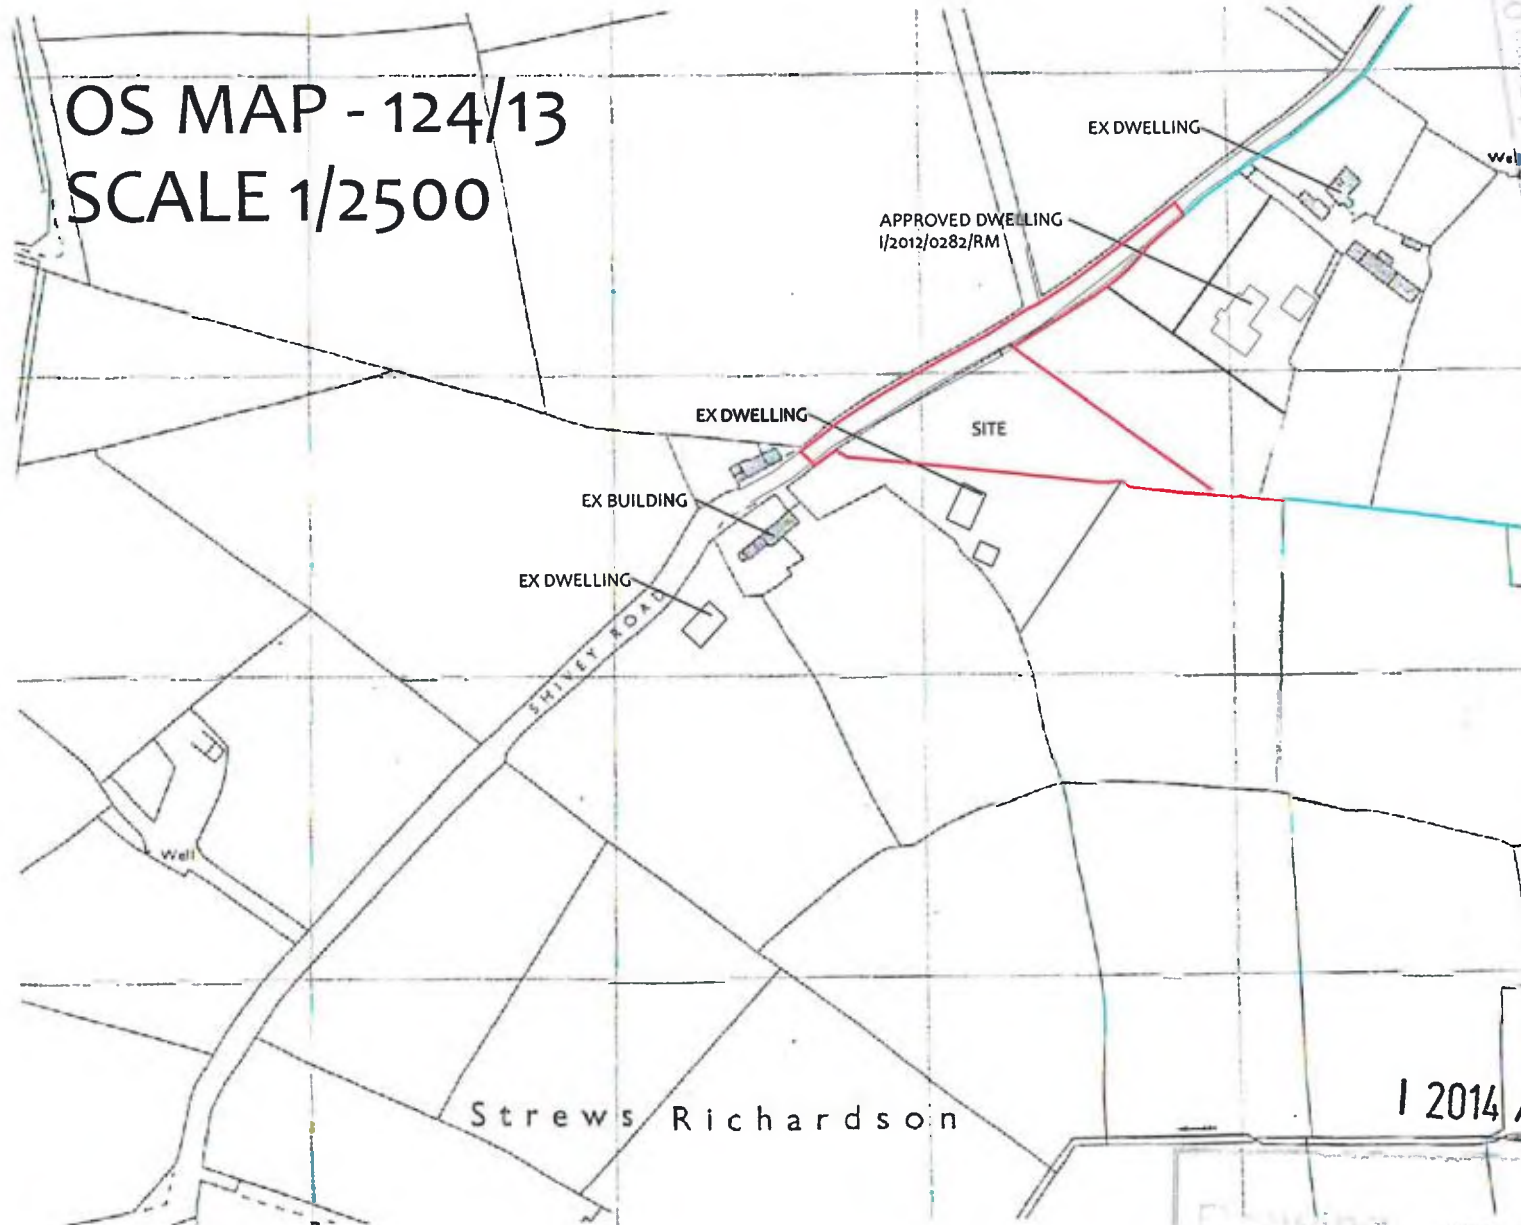 OS MAP - 124/13
SCALE 1/2500
EX DWELLING
APPROVED DWELLING
I/2012/0282/RM
EX DWELLING
SITE
EX BUILDING
EX DWELLING
SHIVEY ROAD
Well
Strews Richardson
I 2014 /